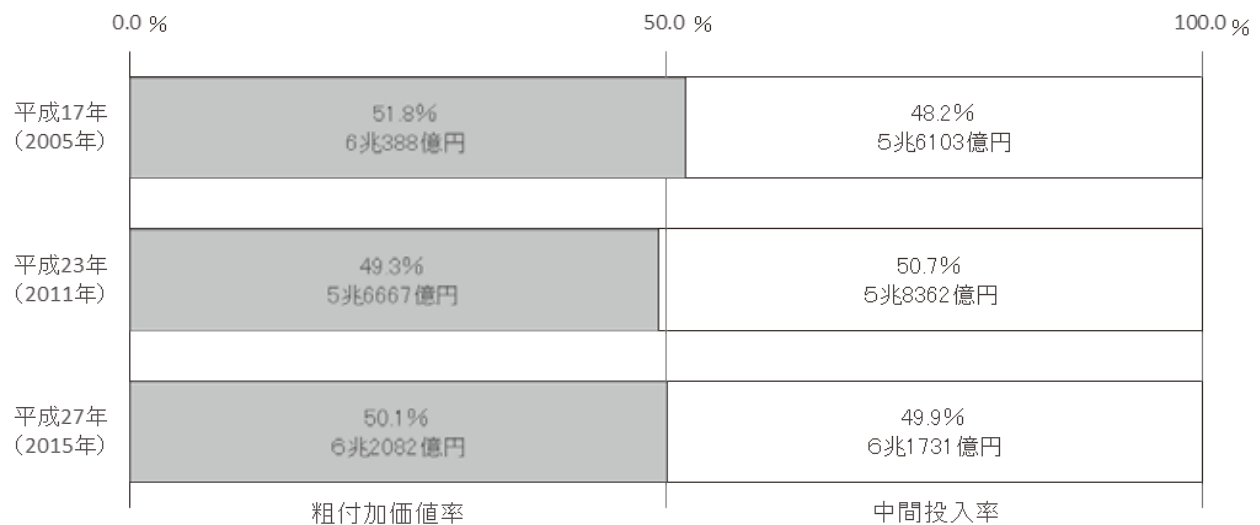 0.0 % 50.0 % 100.0 %
平成17年
（2005年）
51.8%
6兆388億円
48.2%
5兆6103億円
平成23年
（2011年）
49.3%
5兆6667億円
50.7%
5兆8362億円
平成27年
（2015年）
50.1%
6兆2082億円
49.9%
6兆1731億円
粗付加価値率 中間投入率